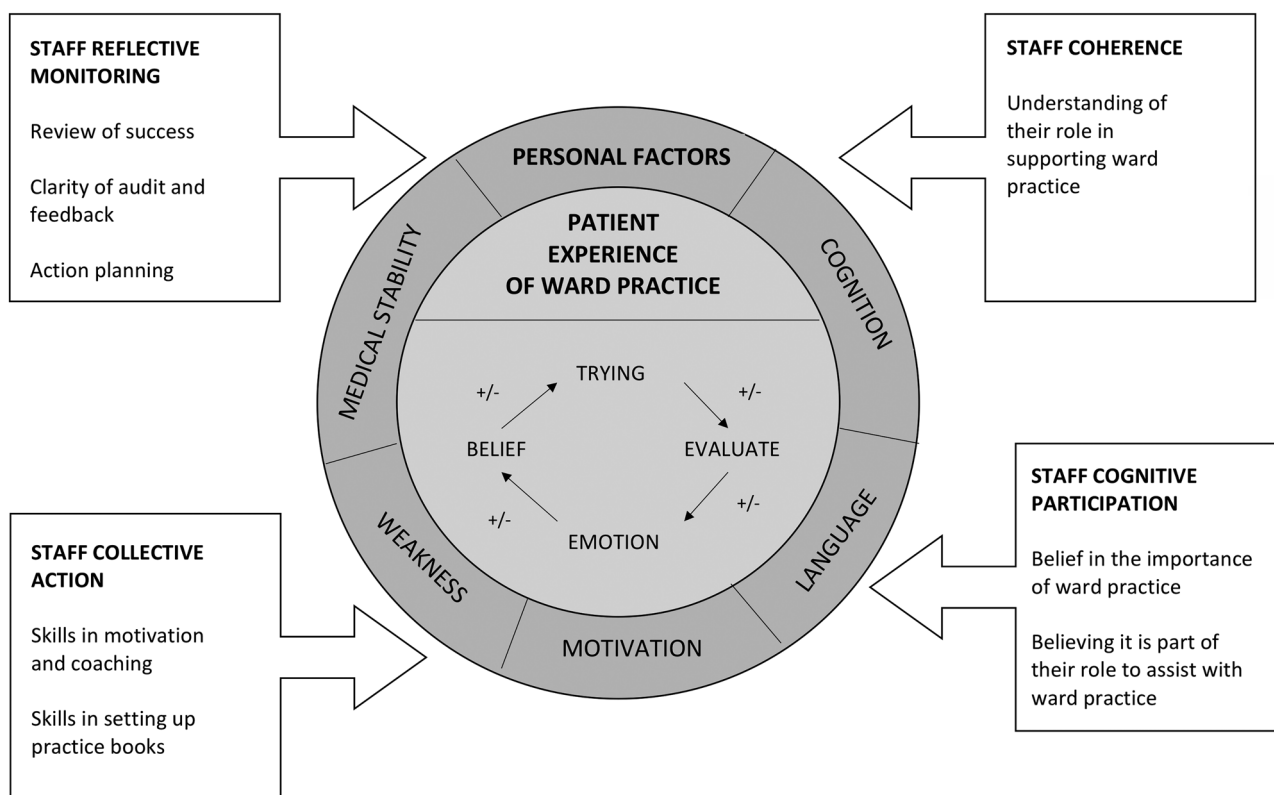 STAFF REFLECTIVE
MONITORING
Review of success
Clarity of audit and
feedback
Action planning
STAFF COHERENCE
Understanding of
their role in
supporting ward
practice
PERSONAL FACTORS
COGNITION
LANGUAGE
MOTIVATION
WEAKNESS
MEDICAL STABILITY
PATIENT
EXPERIENCE
OF WARD PRACTICE
TRYING
+/-
EVALUATE
+/-
EMOTION
+/-
BELIEF
+/-
STAFF COLLECTIVE
ACTION
Skills in motivation
and coaching
Skills in setting up
practice books
STAFF COGNITIVE
PARTICIPATION
Belief in the importance
of ward practice
Believing it is part of
their role to assist with
ward practice